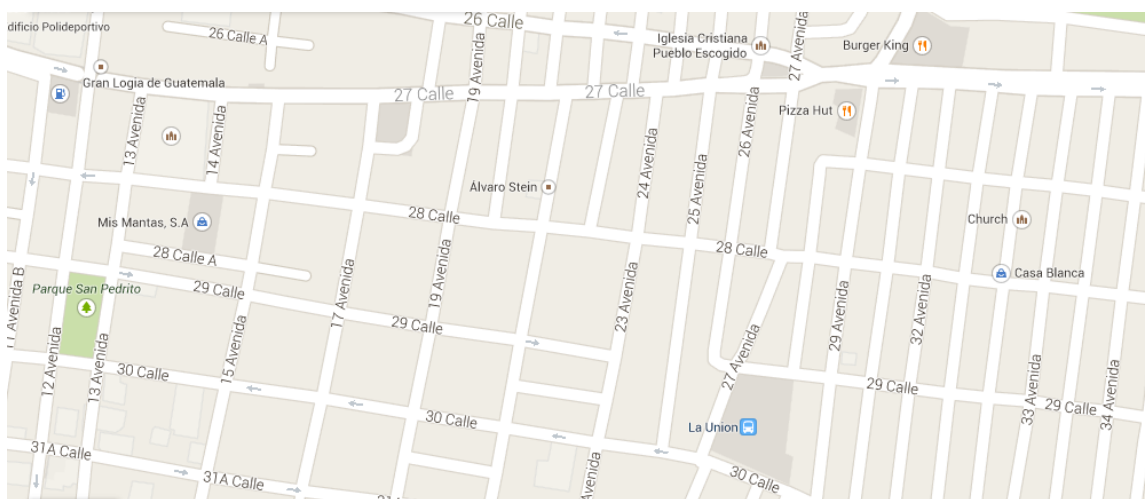 dificio Polideportivo
26 Calle A
26 Calle
Iglesia Cristiana
Pueblo Escogido
27 Avenida
Burger King
Gran Logia de Guatemala
27 Calle
19 Avenida
27 Calle
Pizza Hut
13 Avenida
14 Avenida
24 Avenida
25 Avenida
26 Avenida
Álvaro Stein
Mis Mantas, S.A
28 Calle
28 Calle
Church
28 Calle A
29 Calle
Casa Blanca
11 Avenida B
Parque San Pedrito
17 Avenida
19 Avenida
23 Avenida
29 Avenida
32 Avenida
29 Calle
12 Avenida
13 Avenida
30 Calle
15 Avenida
27 Avenida
29 Calle
33 Avenida
29 Calle
34 Avenida
30 Calle
La Union
31A Calle
31A Calle
Avenida
30 Calle